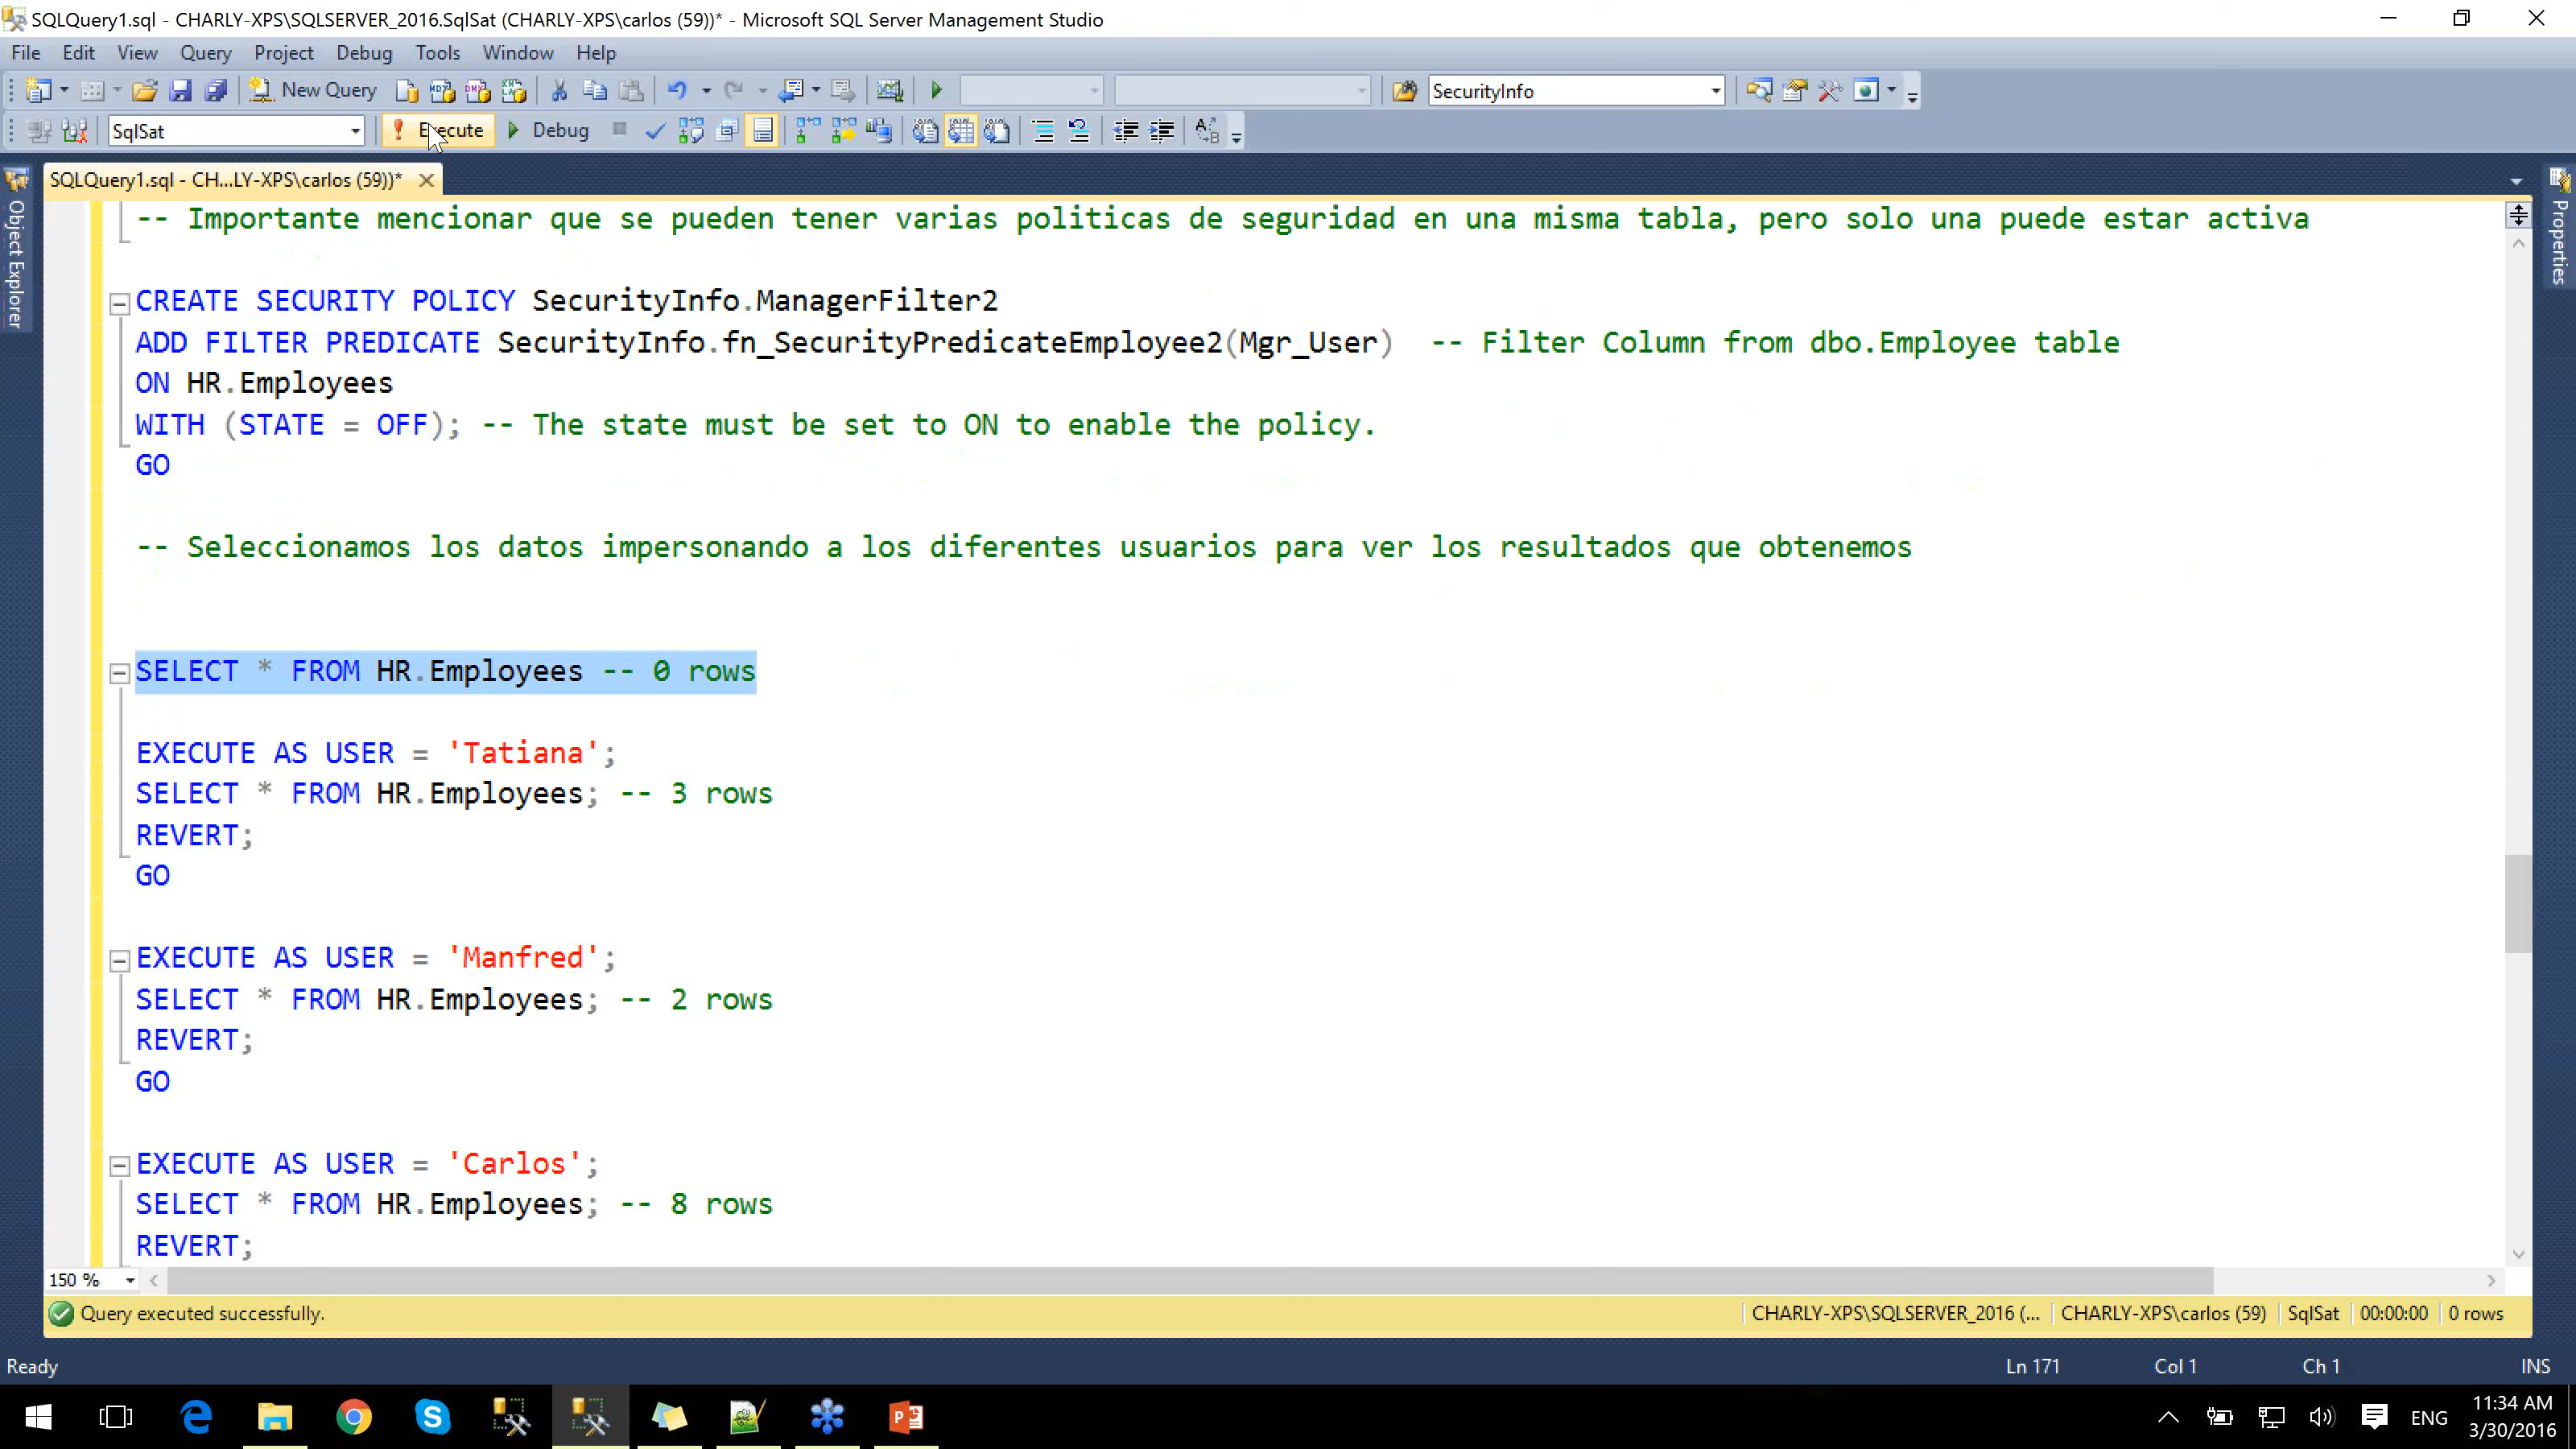 SQLQuery1.sql - CHARLY-XPS\SQLSERVER_2016.SqlSat (CHARLY-XPS\carlos (59))* - Microsoft SQL Server Management Studio
File Edit View Query Project Debug Tools Window Help
New Query SecurityInfo
SqlSat Execute Debug
SQLQuery1.sql - CH...LY-XPS\carlos (59))*
Object Explorer
Properties
-- Importante mencionar que se pueden tener varias politicas de seguridad en una misma tabla, pero solo una puede estar activa
CREATE SECURITY POLICY SecurityInfo.ManagerFilter2
ADD FILTER PREDICATE SecurityInfo.fn_SecurityPredicateEmployee2(Mgr_User) -- Filter Column from dbo.Employee table
ON HR.Employees
WITH (STATE = OFF); -- The state must be set to ON to enable the policy.
GO
-- Seleccionamos los datos impersonando a los diferentes usuarios para ver los resultados que obtenemos
SELECT * FROM HR.Employees -- 0 rows
EXECUTE AS USER = 'Tatiana';
SELECT * FROM HR.Employees; -- 3 rows
REVERT;
GO
EXECUTE AS USER = 'Manfred';
SELECT * FROM HR.Employees; -- 2 rows
REVERT;
GO
EXECUTE AS USER = 'Carlos';
SELECT * FROM HR.Employees; -- 8 rows
REVERT;
150 %
Query executed successfully. CHARLY-XPS\SQLSERVER_2016 (... CHARLY-XPS\carlos (59) SqlSat 00:00:00 0 rows
Ready Ln 171 Col 1 Ch 1 INS
ENG 11:34 AM
3/30/2016